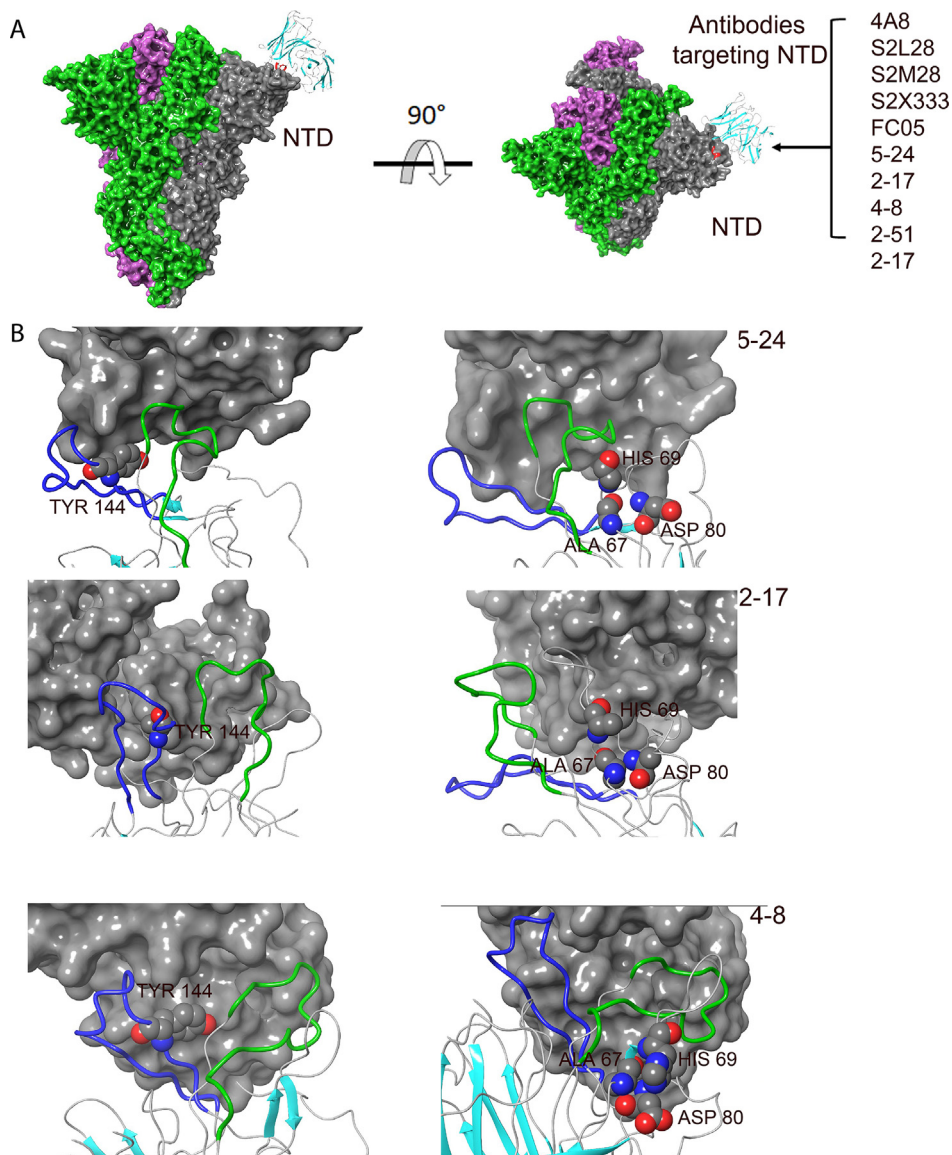 A
NTD
90°
NTD
Antibodies
targeting NTD
4A8
S2L28
S2M28
S2X333
FC05
5-24
2-17
4-8
2-51
2-17
B
TYR 144
5-24
HIS 69
ALA 67
ASP 80
TYR 144
2-17
HIS 69
ALA 67
ASP 80
TYR 144
4-8
ALA 67
HIS 69
ASP 80